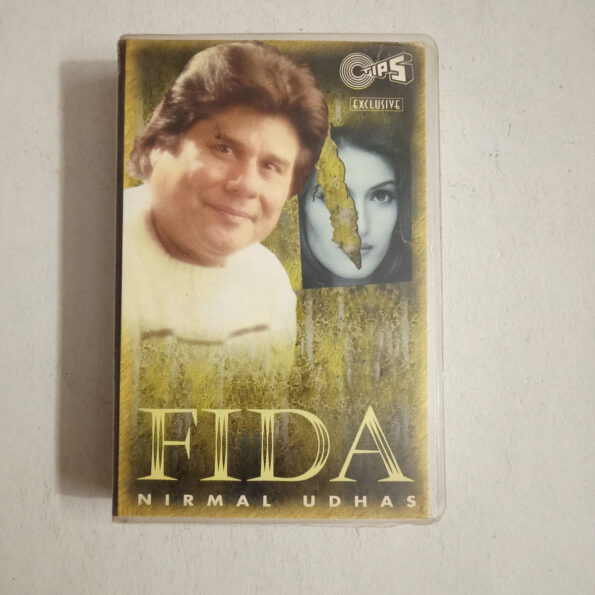 TIPS
EXCLUSIVE
FIDA
NIRMAL UDHAS